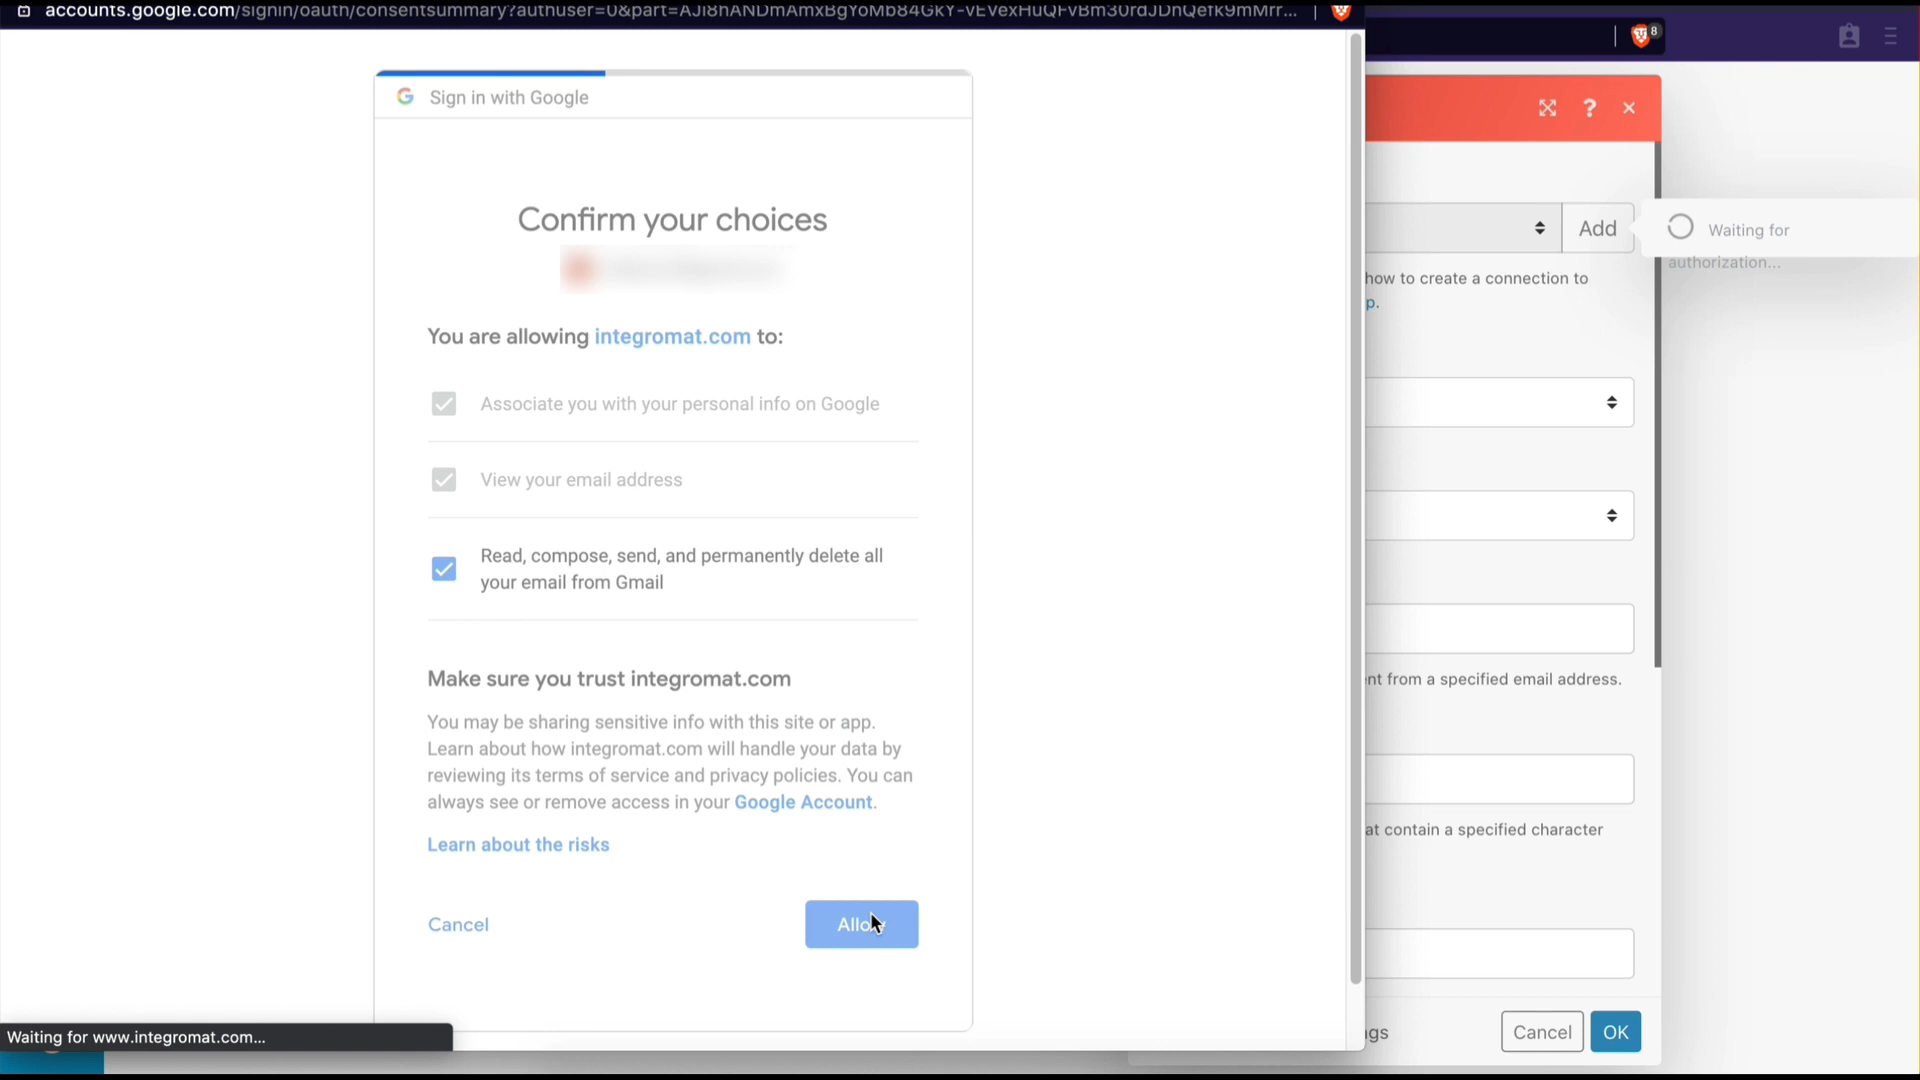 accounts.google.com/signin/oauth/consentsummary?authuser=0&part=AJi8hANDmAmxBgYoMb84GkY-vEvexHuQFvBm30rdJDnQefk9mMrr...
8
Sign in with Google
Confirm your choices
You are allowing integromat.com to:
Associate you with your personal info on Google
View your email address
Read, compose, send, and permanently delete all
your email from Gmail
Make sure you trust integromat.com
You may be sharing sensitive info with this site or app.
Learn about how integromat.com will handle your data by
reviewing its terms of service and privacy policies. You can
always see or remove access in your Google Account.
Learn about the risks
Cancel
Allow
Waiting for www.integromat.com...
Add
Waiting for
authorization...
how to create a connection to
p.
nt from a specified email address.
at contain a specified character
gs
Cancel
OK